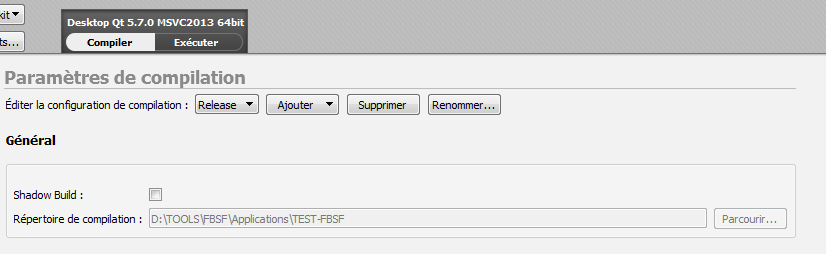 kit
Desktop Qt 5.7.0 MSVC2013 64bit
ts...
Compiler Exécuter
Paramètres de compilation
Éditer la configuration de compilation : Release Ajouter Supprimer Renommer...
Général
Shadow Build :
Répertoire de compilation : D:\TOOLS\FBSF\Applications\TEST-FBSF Parcourir...